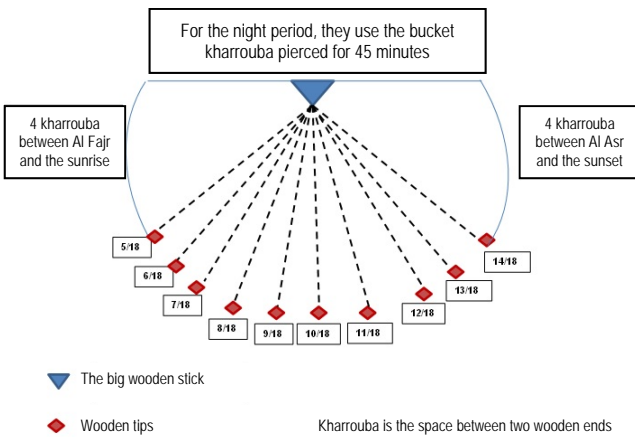 For the night period, they use the bucket
kharrouba pierced for 45 minutes
4 kharrouba
between Al Fajr
and the sunrise
4 kharrouba
between Al Asr
and the sunset
5/18
6/18
7/18
8/18
9/18
10/18
11/18
12/18
13/18
14/18
The big wooden stick
Wooden tips
Kharrouba is the space between two wooden ends